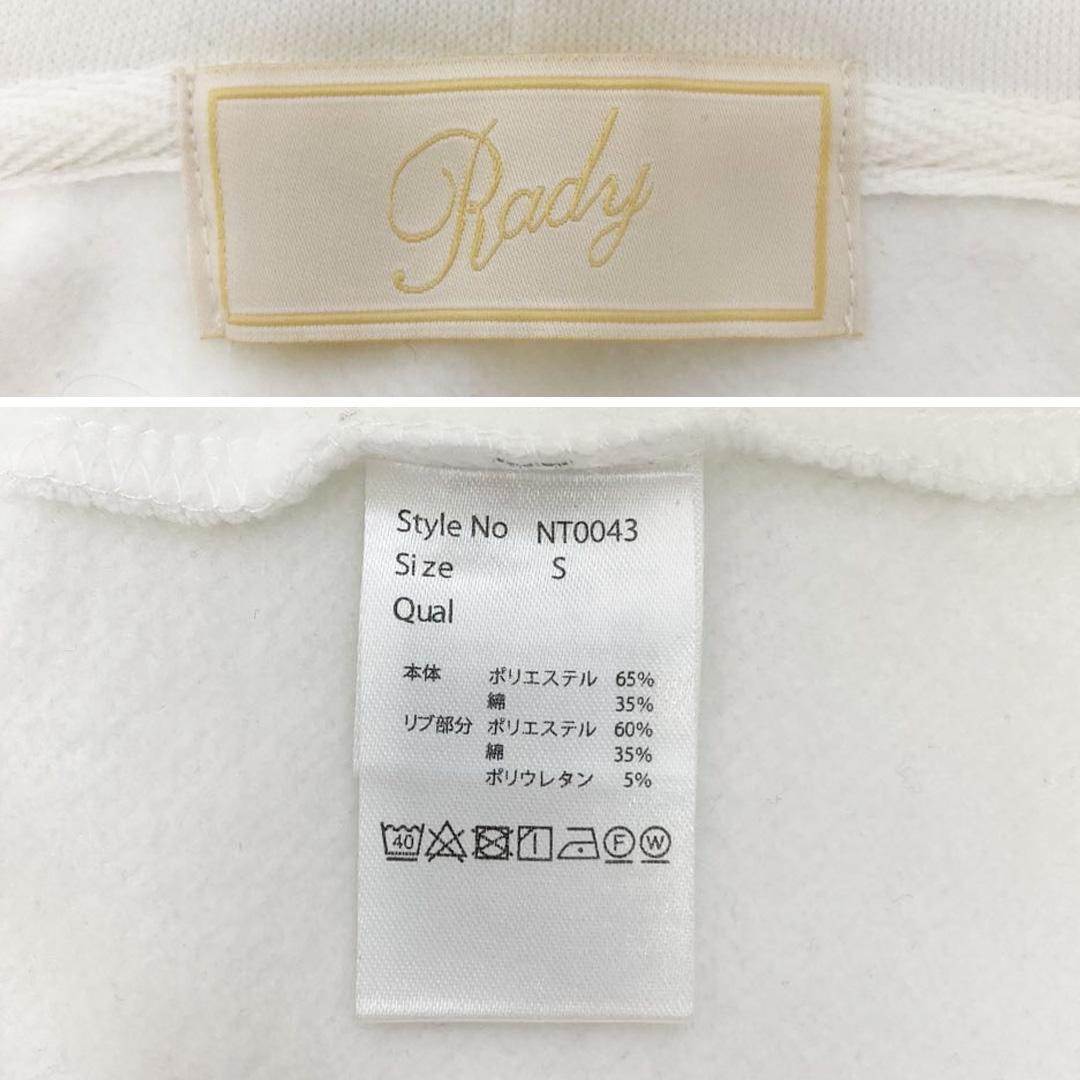 Rady
Style No NT0043
Size S
Qual
本体 ポリエステル 65%
綿 35%
リブ部分 ポリエステル 60%
綿 35%
ポリウレタン 5%
40 F W